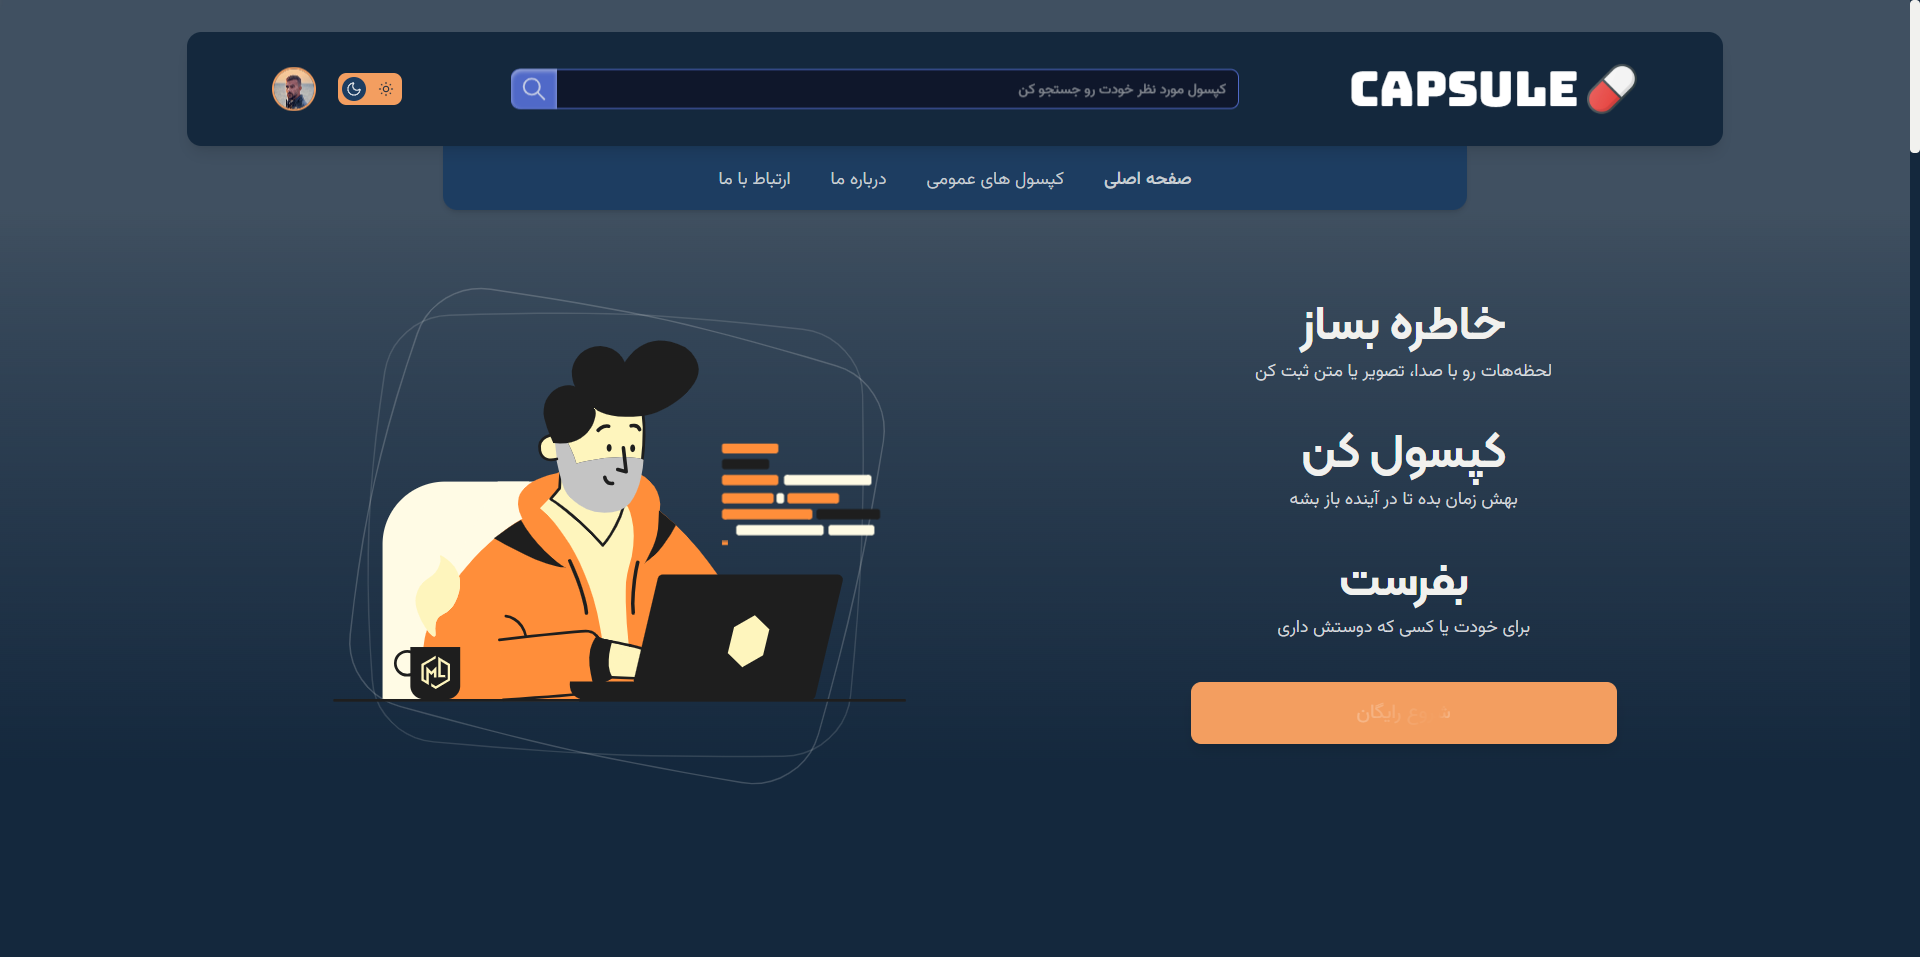 CAPSULE
کپسول مورد نظر خودت رو جستجو کن
صفحه اصلی کپسول های عمومی درباره ما ارتباط با ما
خاطره بساز
لحظه‌هات رو با صدا، تصویر یا متن ثبت کن
کپسول کن
بهش زمان بده تا در آینده باز بشه
بفرست
برای خودت یا کسی که دوستش داری
شروع رایگان
ML